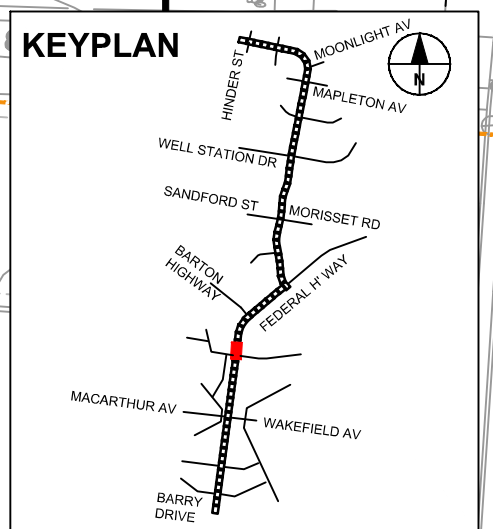 KEYPLAN
MOONLIGHT AV
HINDER ST
N
MAPLETON AV
WELL STATION DR
SANDFORD ST
MORISSET RD
BARTON
HIGHWAY
FEDERAL H' WAY
MACARTHUR AV
WAKEFIELD AV
BARRY
DRIVE